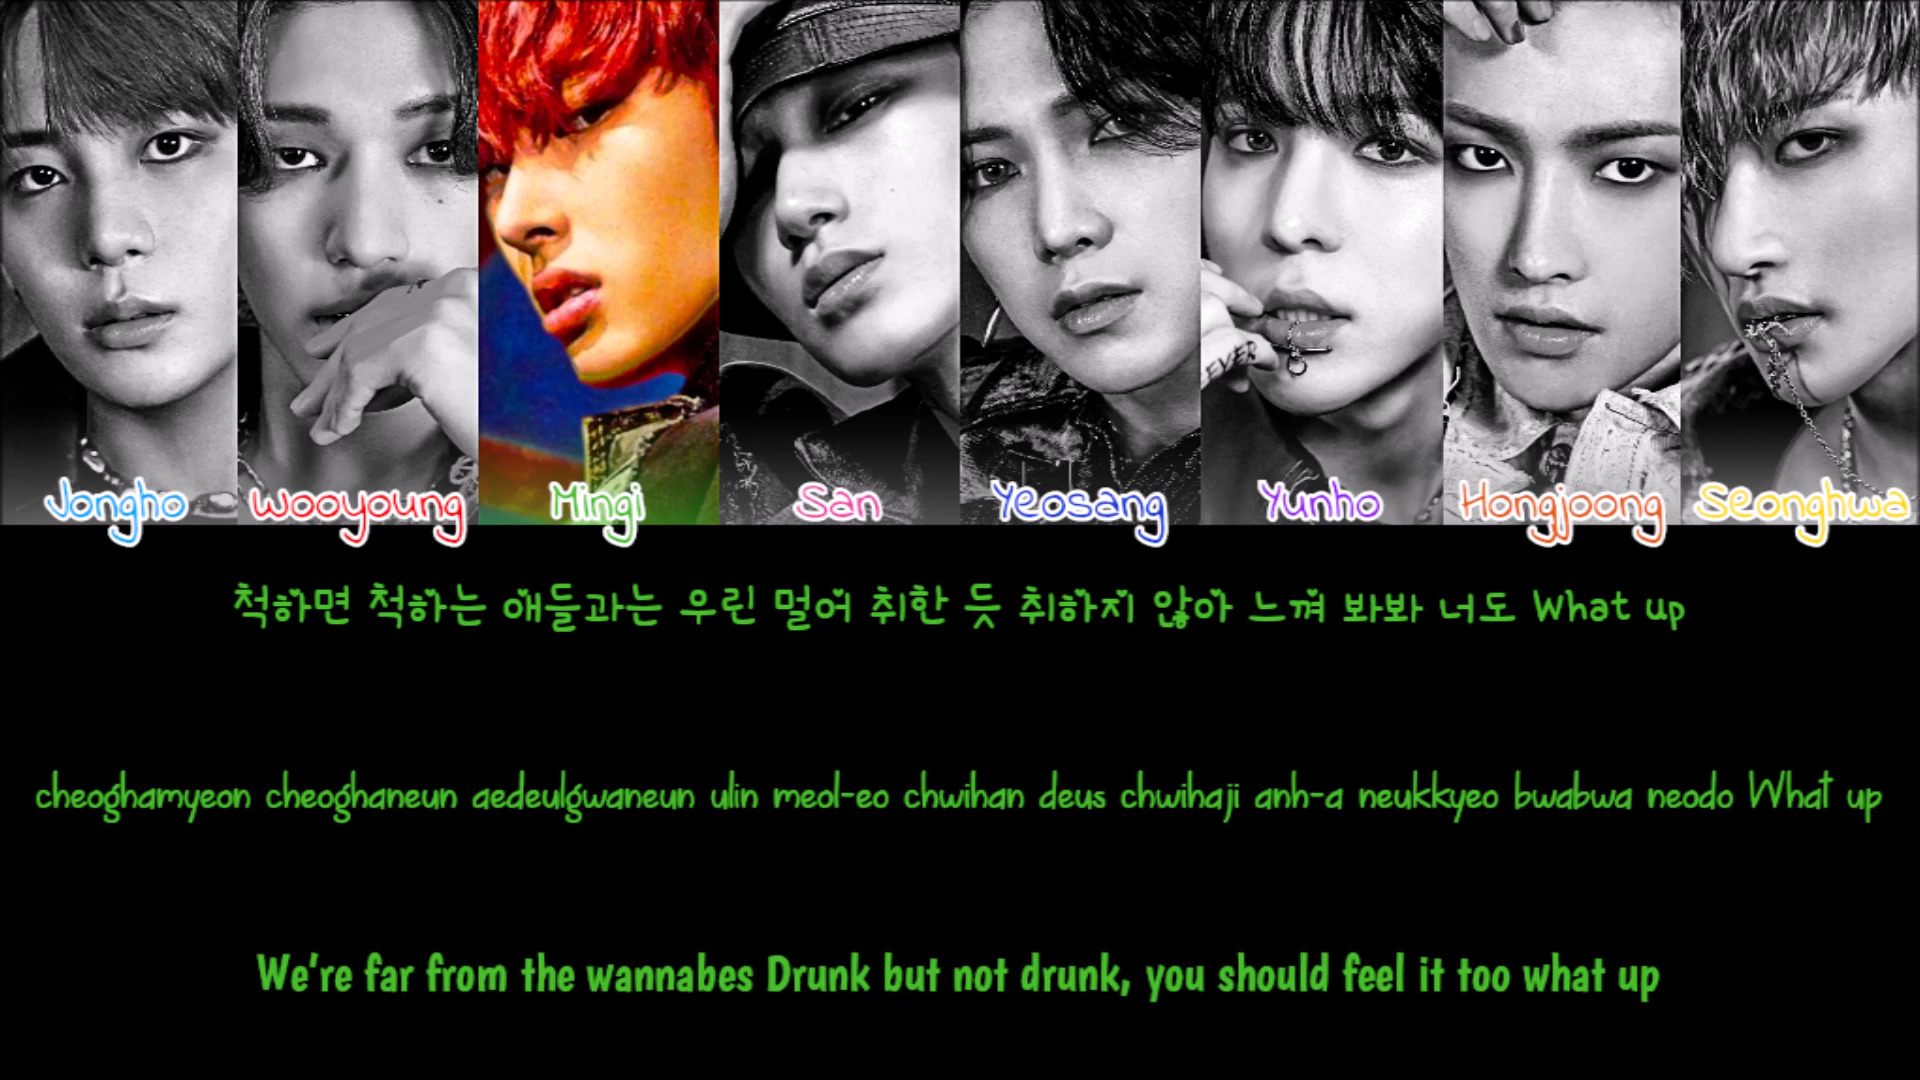 Jongho Wooyoung Mingi San Yeosang Yunho Hongjoong Seonghwa
척하면 척하는 애들과는 우린 멀어 취한 듯 취하지 않아 느껴 봐봐 너도 What up
cheoghamyeon cheoghaneun aedeulgwaneun ulin meol-eo chwihan deus chwihaji anh-a neukkyeo bwabwa neodo What up
We're far from the wannabes Drunk but not drunk, you should feel it too what up
EVER